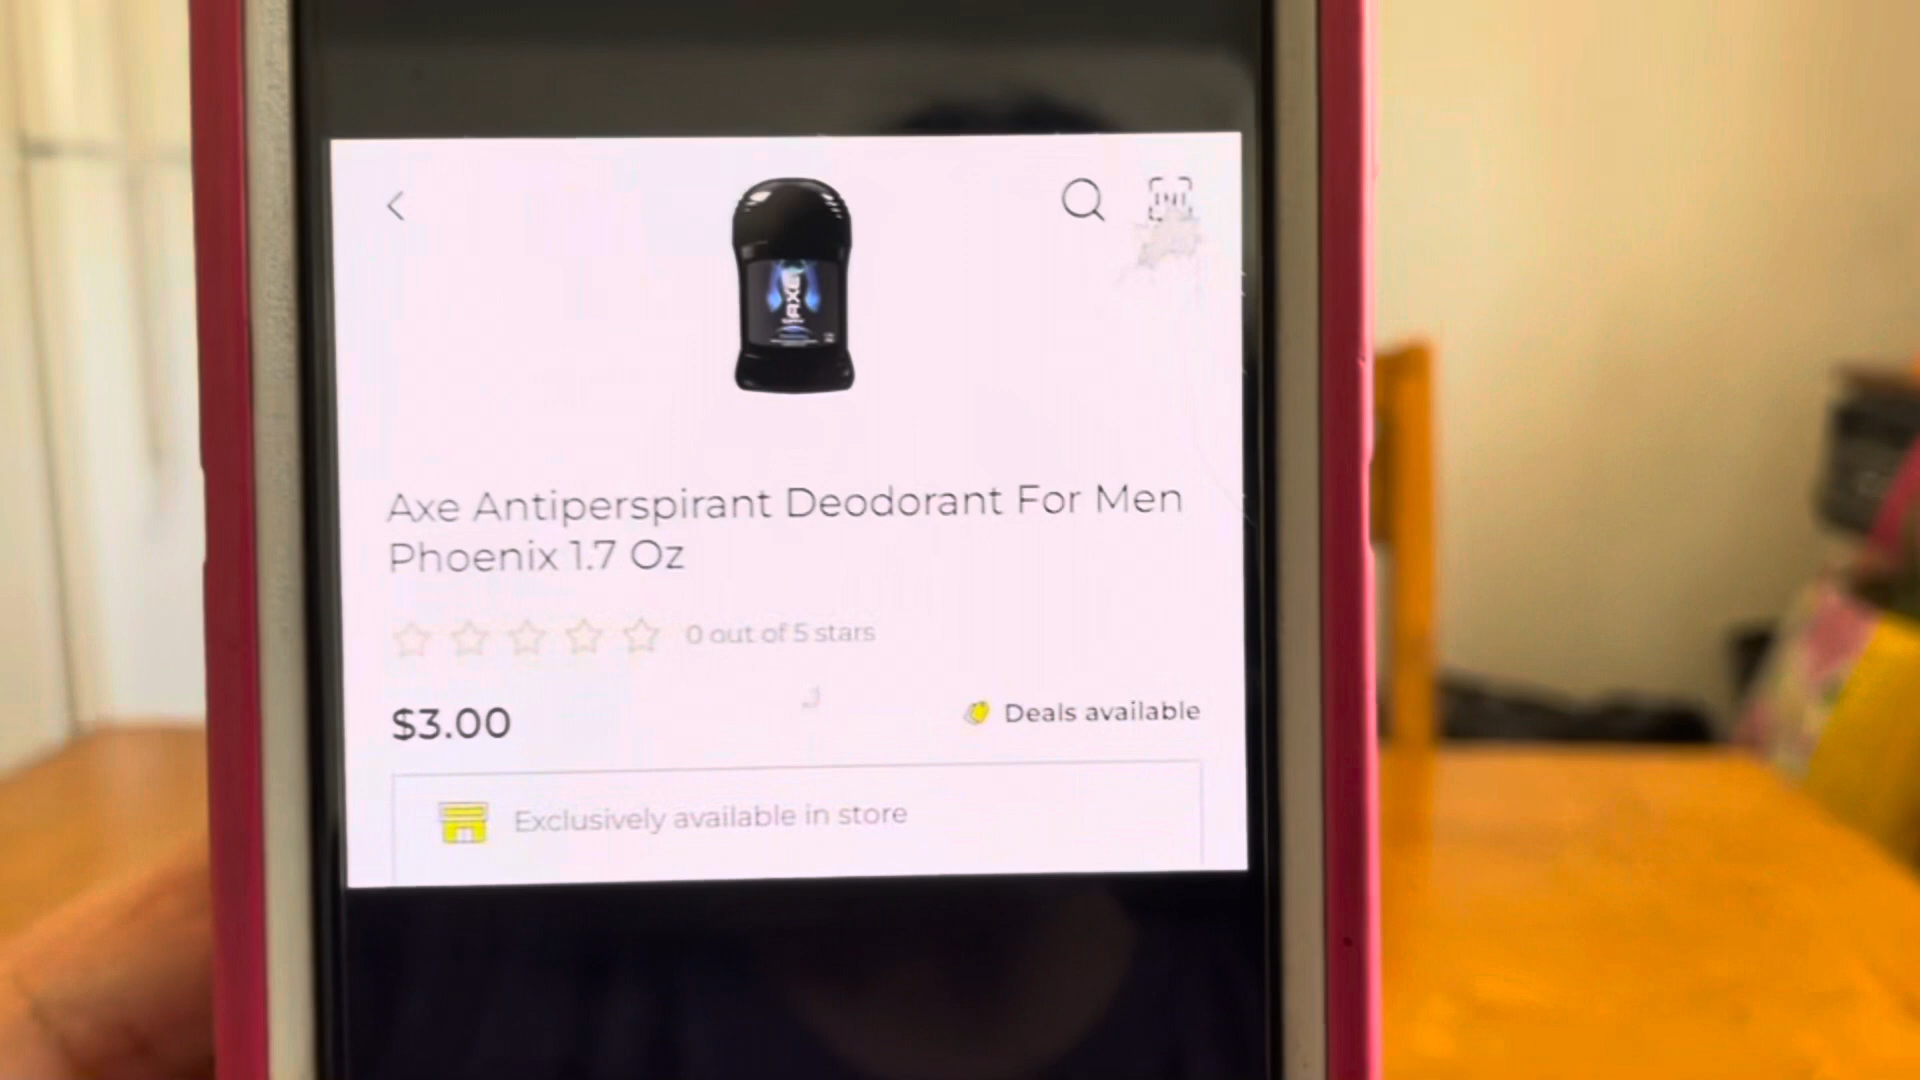 AXE
Axe Antiperspirant Deodorant For Men
Phoenix 1.7 Oz
0 out of 5 stars
$3.00
Deals available
Exclusively available in store